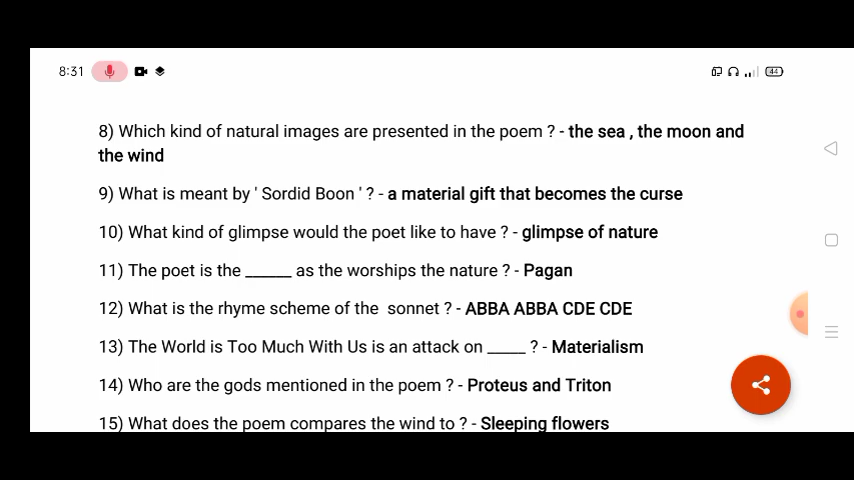 8:31
44
8) Which kind of natural images are presented in the poem ? - the sea , the moon and
the wind
9) What is meant by ' Sordid Boon ' ? - a material gift that becomes the curse
10) What kind of glimpse would the poet like to have ? - glimpse of nature
11) The poet is the ______ as the worships the nature ? - Pagan
12) What is the rhyme scheme of the sonnet ? - ABBA ABBA CDE CDE
13) The World is Too Much With Us is an attack on _____ ? - Materialism
14) Who are the gods mentioned in the poem ? - Proteus and Triton
15) What does the poem compares the wind to ? - Sleeping flowers